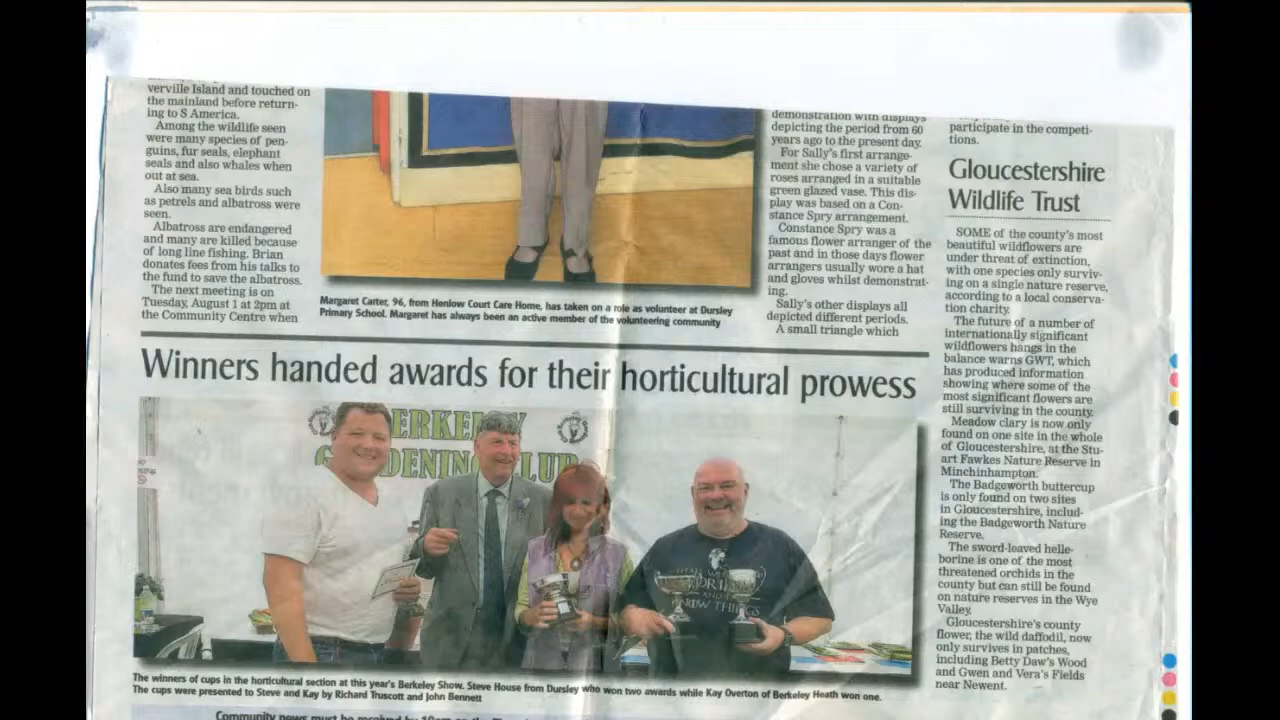 verville Island and touched on
the mainland before return-
ing to S America.
Among the wildlife seen
were many species of pen-
guins, fur seals, elephant
seals and also whales when
out at sea.
Also many sea birds such
as petrels and albatross were
seen.
Albatross are endangered
and many are killed because
of long line fishing. Brian
donates fees from his talks to
the fund to save the albatross.
The next meeting is on
Tuesday, August 1 at 2pm at
the Community Centre when
Margaret Carter, 96, from Henlow Court Care Home, has taken on a role as volunteer at Dursley
Primary School. Margaret has always been an active member of the volunteering community
demonstration with displays
depicting the period from 60
years ago to the present day.
For Sally's first arrange-
ment she chose a variety of
roses arranged in a suitable
green glazed vase. This dis-
play was based on a Con-
stance Spry arrangement.
Constance Spry was a
famous flower arranger of the
past and in those days flower
arrangers usually wore a hat
and gloves whilst demonstrat-
ing.
Sally's other displays all
depicted different periods.
A small triangle which
participate in the competi-
tions.
Gloucestershire
Wildlife Trust
SOME of the county's most
beautiful wildflowers are
under threat of extinction,
with one species only surviv-
ing on a single nature reserve,
according to a local conserva-
tion charity.
The future of a number of
internationally significant
wildflowers hangs in the
balance warns GWT, which
has produced information
showing where some of the
most significant flowers are
still surviving in the county.
Meadow clary is now only
found on one site in the whole
of Gloucestershire, at the Stu-
art Fawkes Nature Reserve in
Minchinhampton.
The Badgeworth buttercup
is only found on two sites
in Gloucestershire, includ-
ing the Badgeworth Nature
Reserve.
The sword-leaved helle-
borine is one of the most
threatened orchids in the
county but can still be found
on nature reserves in the Wye
Valley.
Gloucestershire's county
flower, the wild daffodil, now
only survives in patches,
including Betty Daw's Wood
and Gwen and Vera's Fields
near Newent.
Winners handed awards for their horticultural prowess
BERKELEY
GARDENING CLUB
THINGS
The winners of cups in the horticultural section at this year's Berkeley Show. Steve House from Dursley who won two awards while Kay Overton of Berkeley Heath won one.
The cups were presented to Steve and Kay by Richard Truscott and John Bennett
Community news must be received by 10am on the